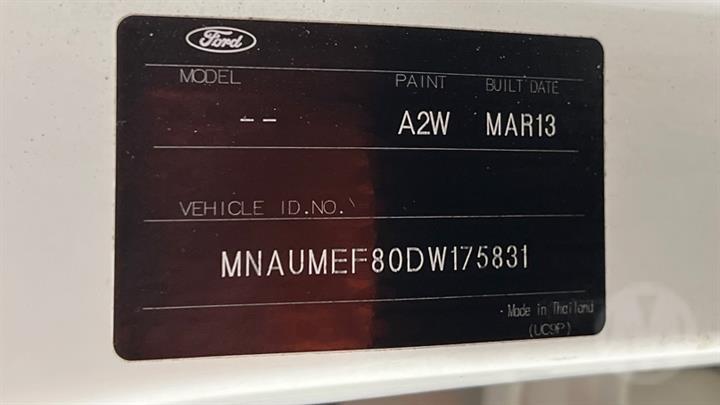 Ford
MODEL PAINT BUILT DATE
-- A2W MAR13
VEHICLE ID.NO.
MNAUMEF80DW175831
Made in Thailand
(UC9P)